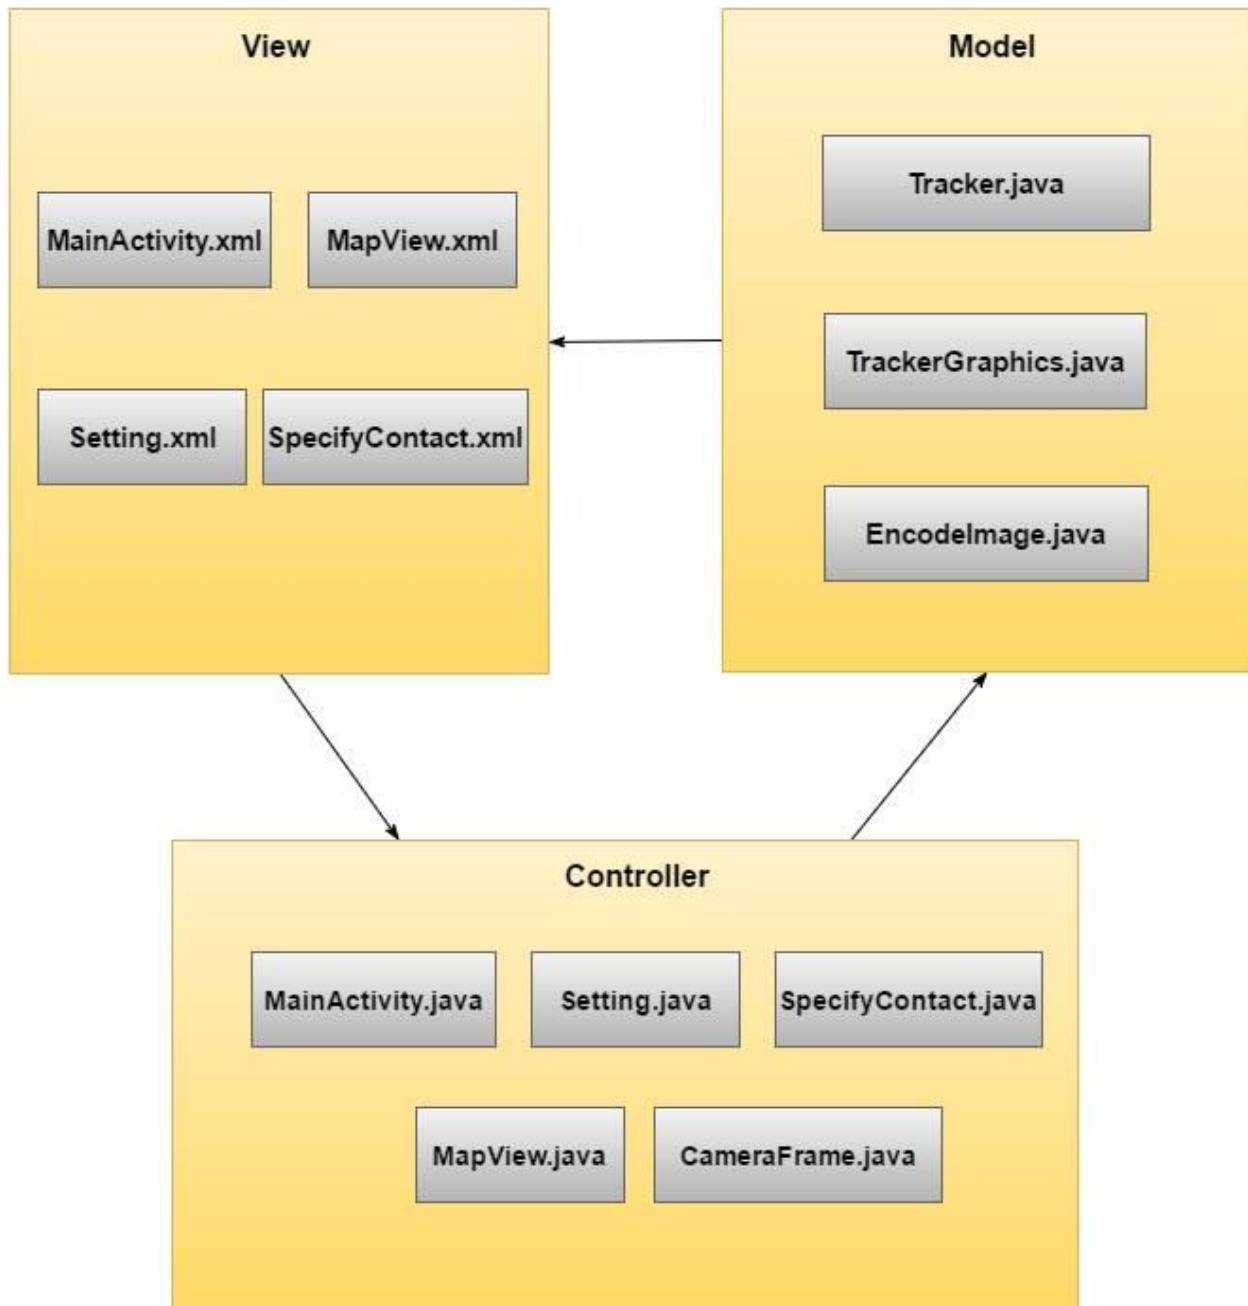 View
MainActivity.xml
MapView.xml
Setting.xml
SpecifyContact.xml
Model
Tracker.java
TrackerGraphics.java
EncodeImage.java
Controller
MainActivity.java
Setting.java
SpecifyContact.java
MapView.java
CameraFrame.java